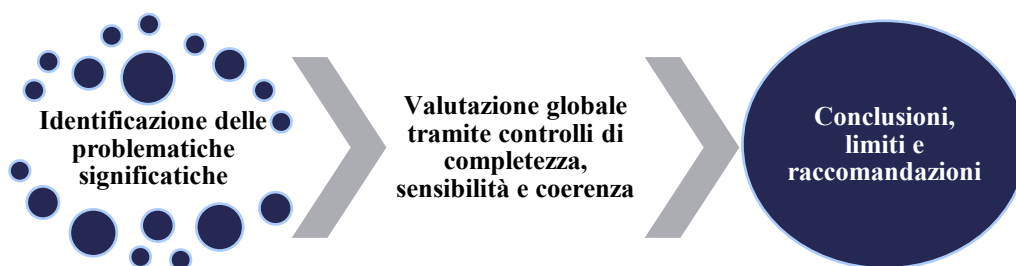 Identificazione delle
problematiche
significatiche
Valutazione globale
tramite controlli di
completezza,
sensibilità e coerenza
Conclusioni,
limiti e
raccomandazioni